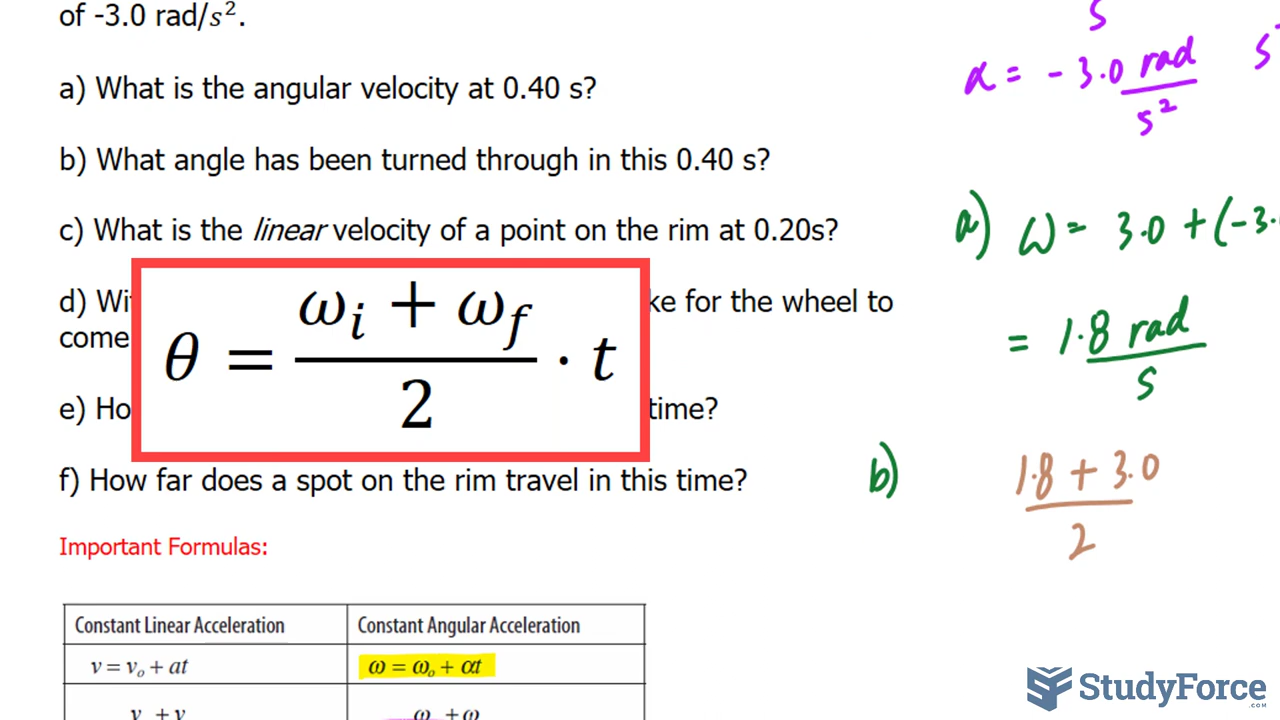 of -3.0 rad/s².
a) What is the angular velocity at 0.40 s?
b) What angle has been turned through in this 0.40 s?
c) What is the linear velocity of a point on the rim at 0.20s?
d) ke for the wheel to
come
e) time?
θ = (ωᵢ + ω_f)/2 · t
f) How far does a spot on the rim travel in this time?
Important Formulas:
Constant Linear Acceleration Constant Angular Acceleration
v = vₒ + at ω = ωₒ + αt
s
α = -3.0 rad/s²
a) ω = 3.0 + (-3.
= 1.8 rad/s
b) (1.8 + 3.0)/2
StudyForce
.COM